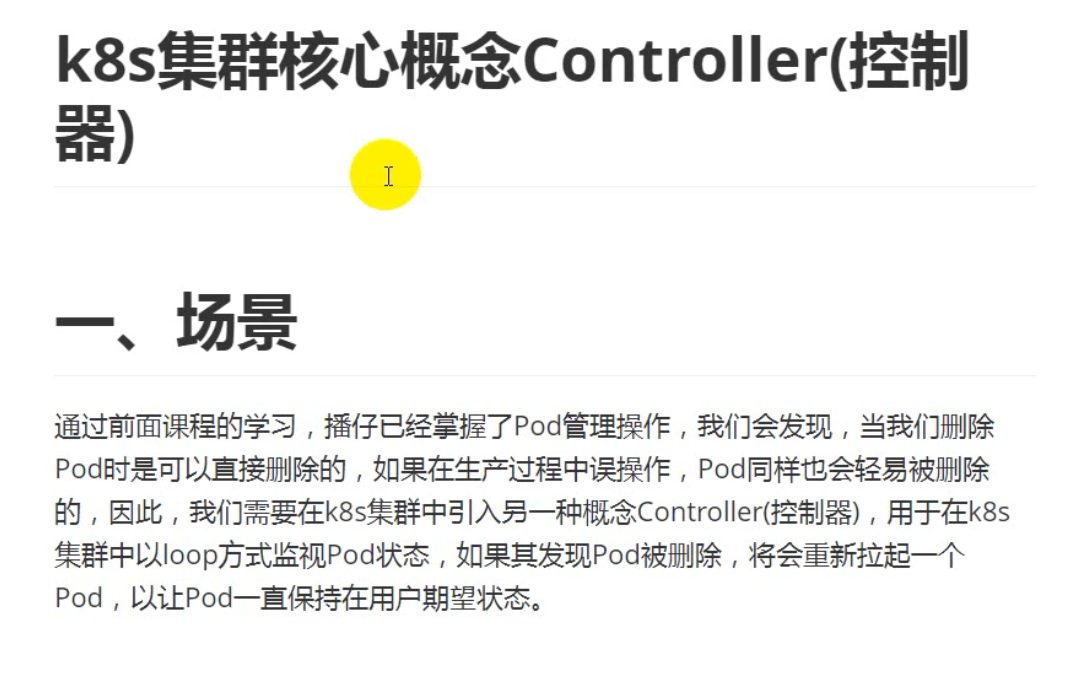 k8s集群核心概念Controller(控制
器)
一、场景
通过前面课程的学习，播仔已经掌握了Pod管理操作，我们会发现，当我们删除
Pod时是可以直接删除的，如果在生产过程中误操作，Pod同样也会轻易被删除
的，因此，我们需要在k8s集群中引入另一种概念Controller(控制器)，用于在k8s
集群中以loop方式监视Pod状态，如果其发现Pod被删除，将会重新拉起一个
Pod，以让Pod一直保持在用户期望状态。